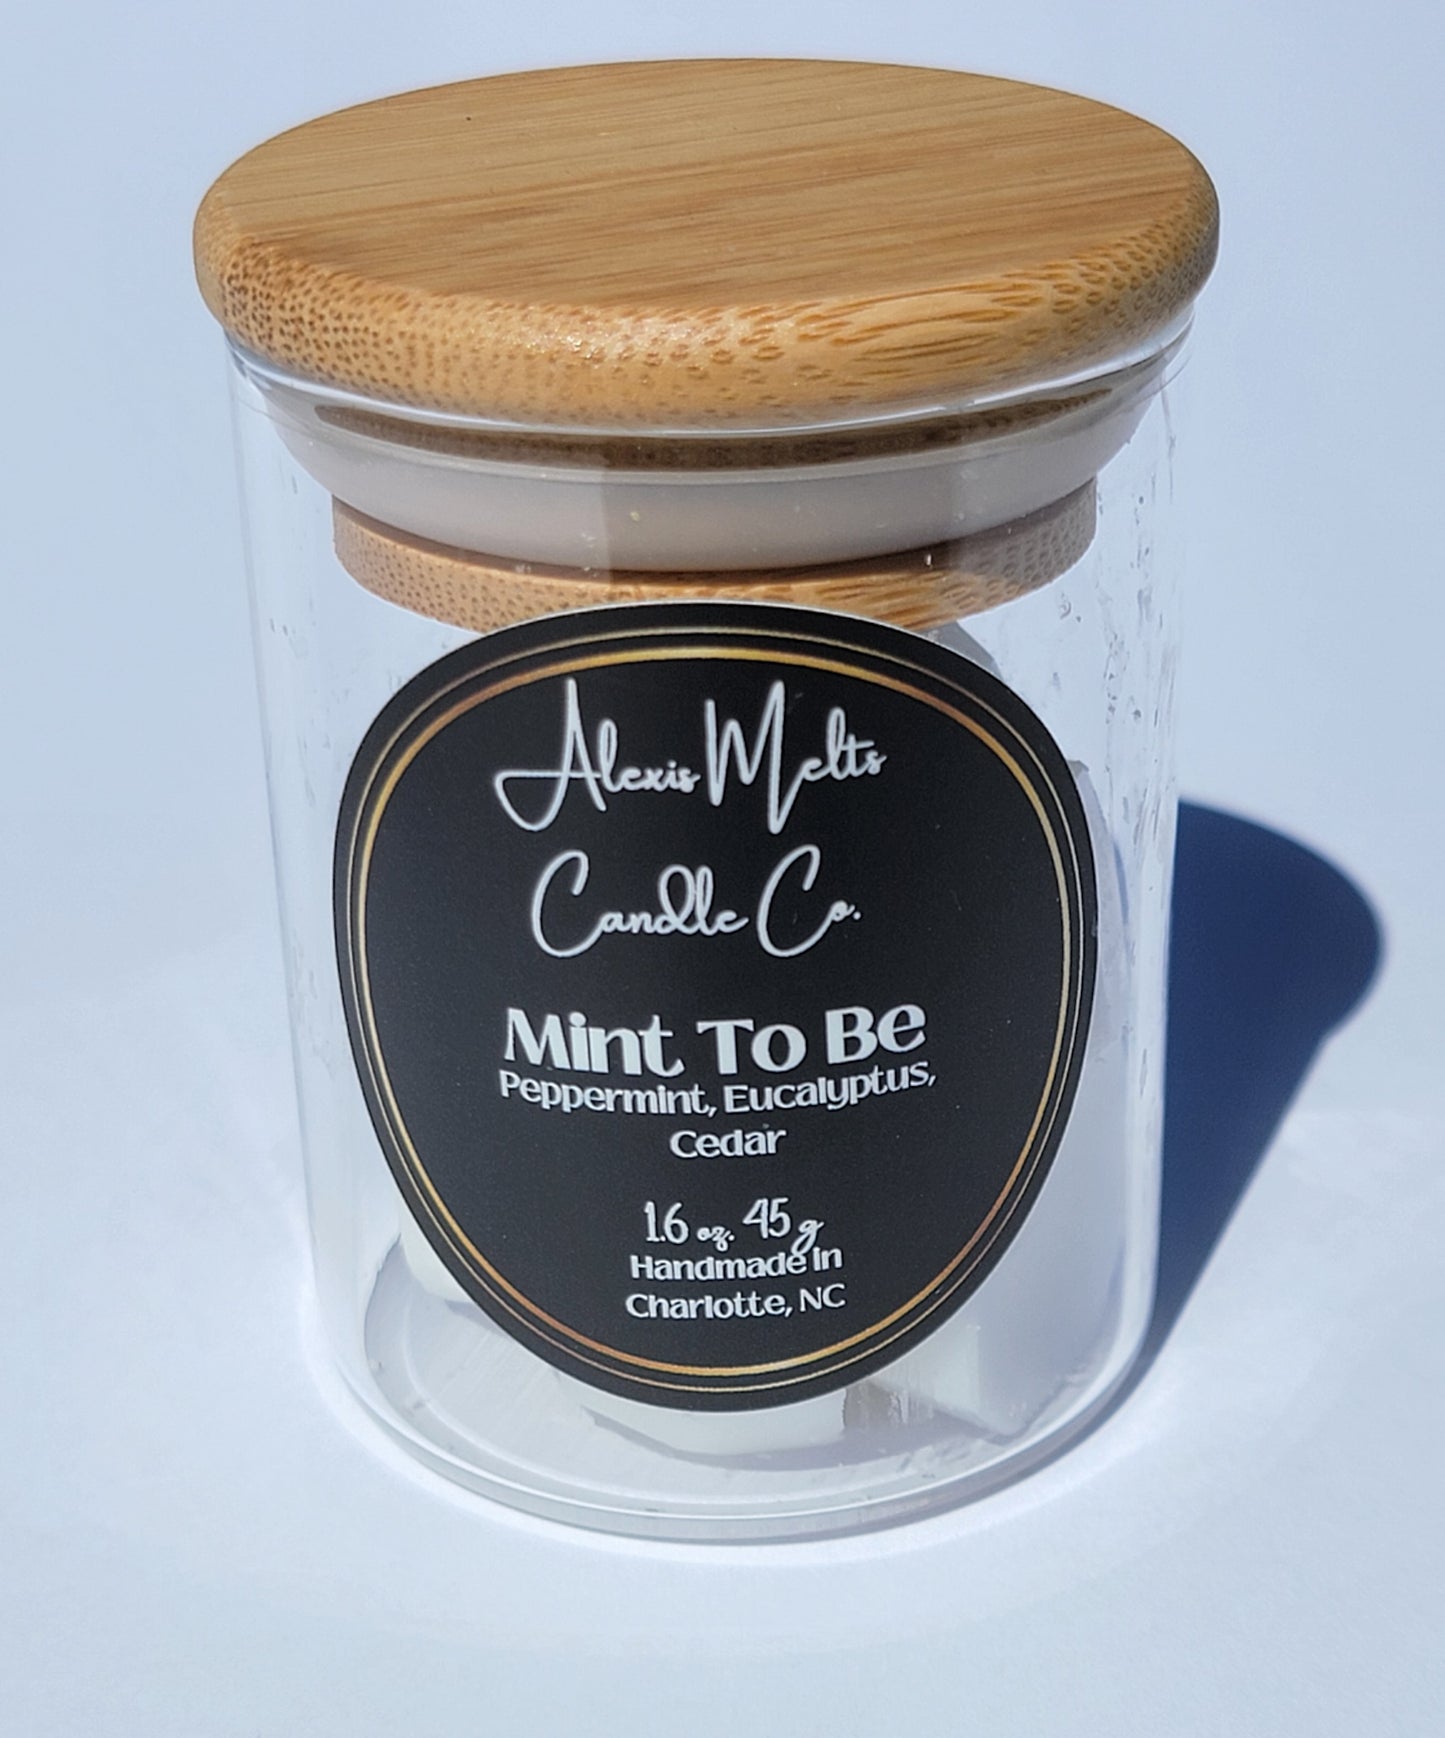 Alexis Melts
Candle Co.
Mint To Be
Peppermint, Eucalyptus,
Cedar
1.6 oz. 45 g
Handmade in
Charlotte, NC